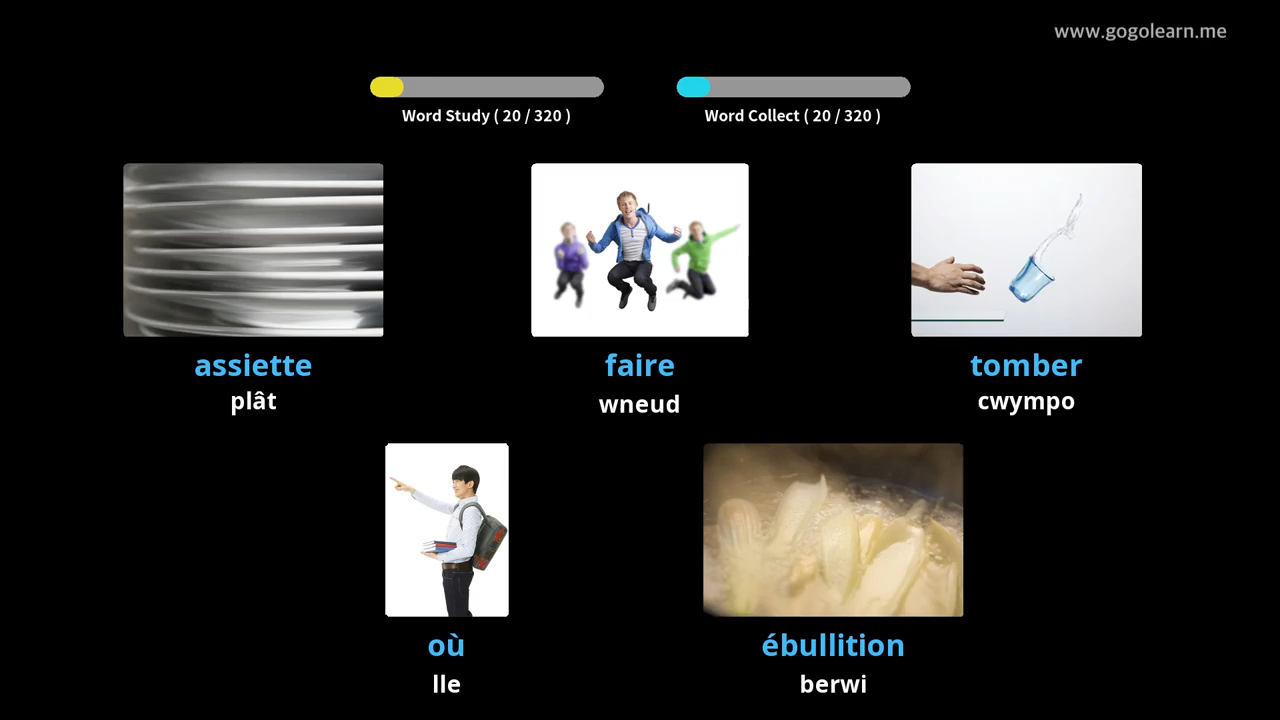 www.gogolearn.me
Word Study ( 20 / 320 )
Word Collect ( 20 / 320 )
assiette
plât
faire
wneud
tomber
cwympo
où
lle
ébullition
berwi